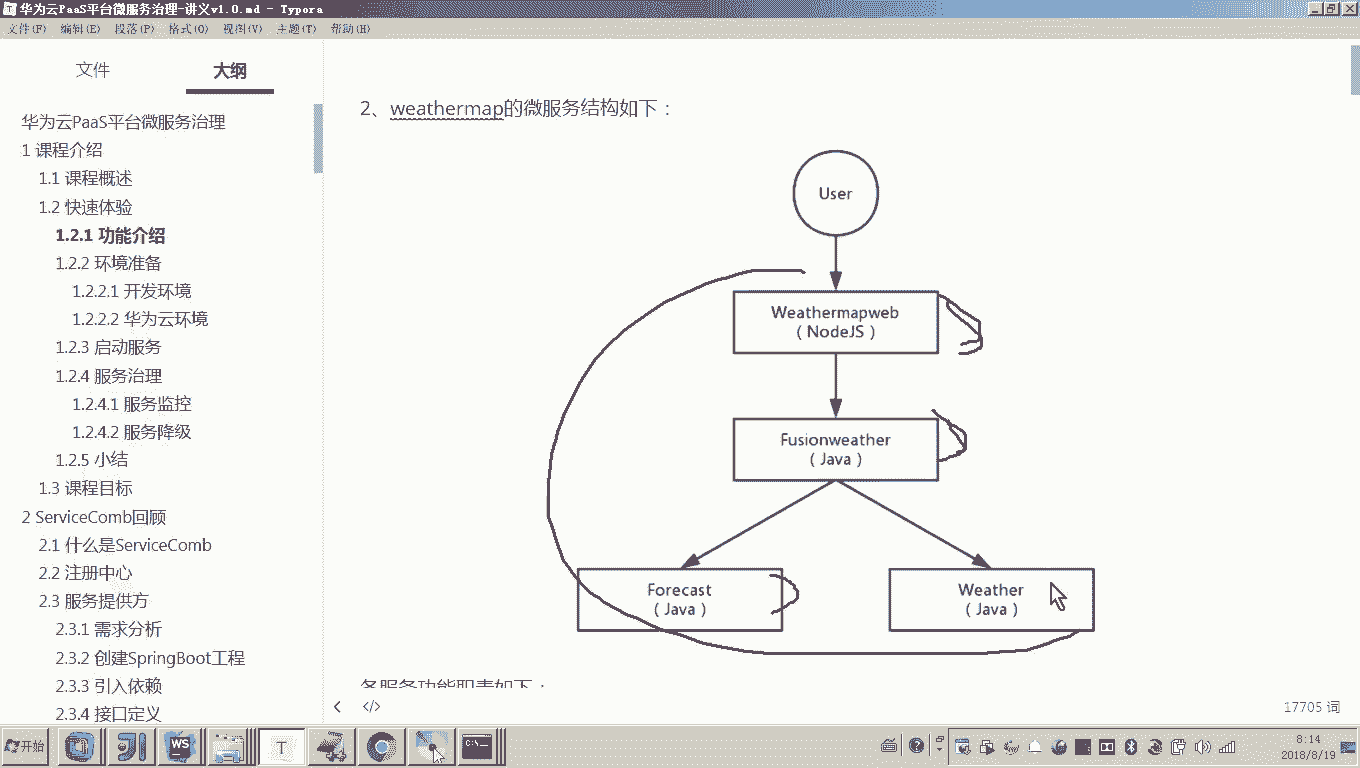 华为云PaaS平台微服务治理-讲义v1.0.md - Typora
文件(F) 编辑(E) 段落(P) 格式(O) 视图(V) 主题(T) 帮助(H)
文件 大纲
华为云PaaS平台微服务治理
1 课程介绍
1.1 课程概述
1.2 快速体验
1.2.1 功能介绍
1.2.2 环境准备
1.2.2.1 开发环境
1.2.2.2 华为云环境
1.2.3 启动服务
1.2.4 服务治理
1.2.4.1 服务监控
1.2.4.2 服务降级
1.2.5 小结
1.3 课程目标
2 ServiceComb回顾
2.1 什么是ServiceComb
2.2 注册中心
2.3 服务提供方
2.3.1 需求分析
2.3.2 创建SpringBoot工程
2.3.3 引入依赖
2.3.4 接口定义
2、weathermap的微服务结构如下：
User
Weathermapweb
（NodeJS）
Fusionweather
（Java）
Forecast
（Java）
Weather
（Java）
各服务功能职责如下：
</> 17705 词
开始
WS
T
8:14
2018/8/19